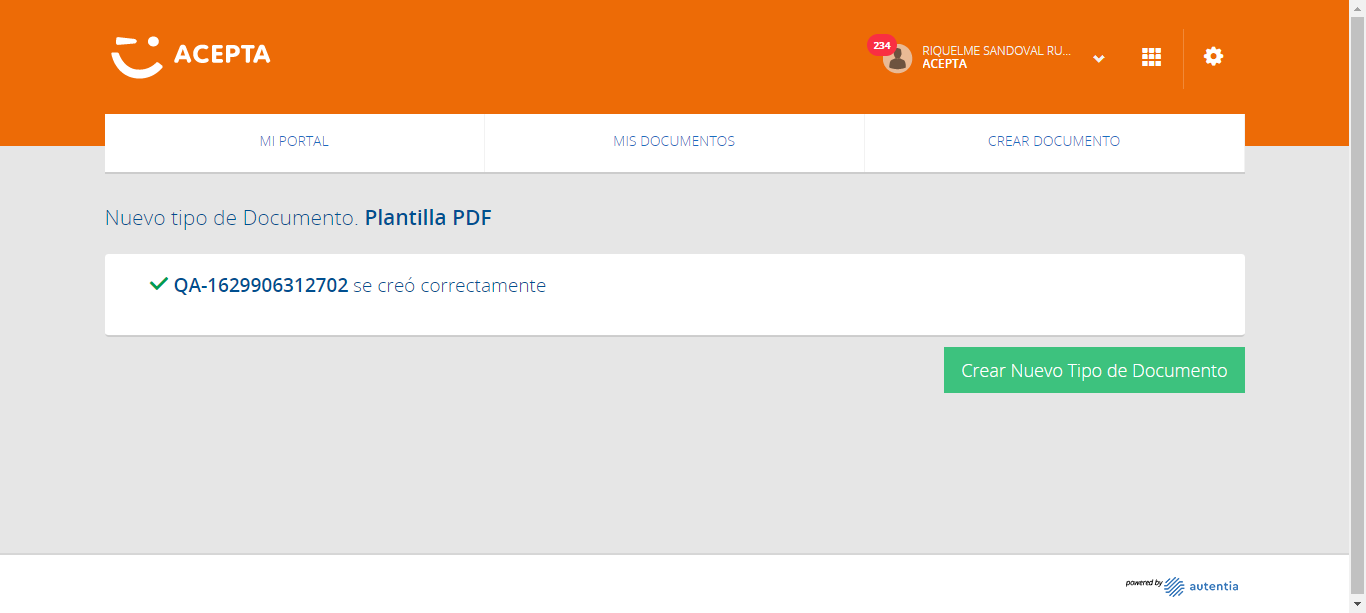 ACEPTA
234
RIQUELME SANDOVAL RU...
ACEPTA
MI PORTAL
MIS DOCUMENTOS
CREAR DOCUMENTO
Nuevo tipo de Documento. Plantilla PDF
QA-1629906312702 se creó correctamente
Crear Nuevo Tipo de Documento
powered by autentia